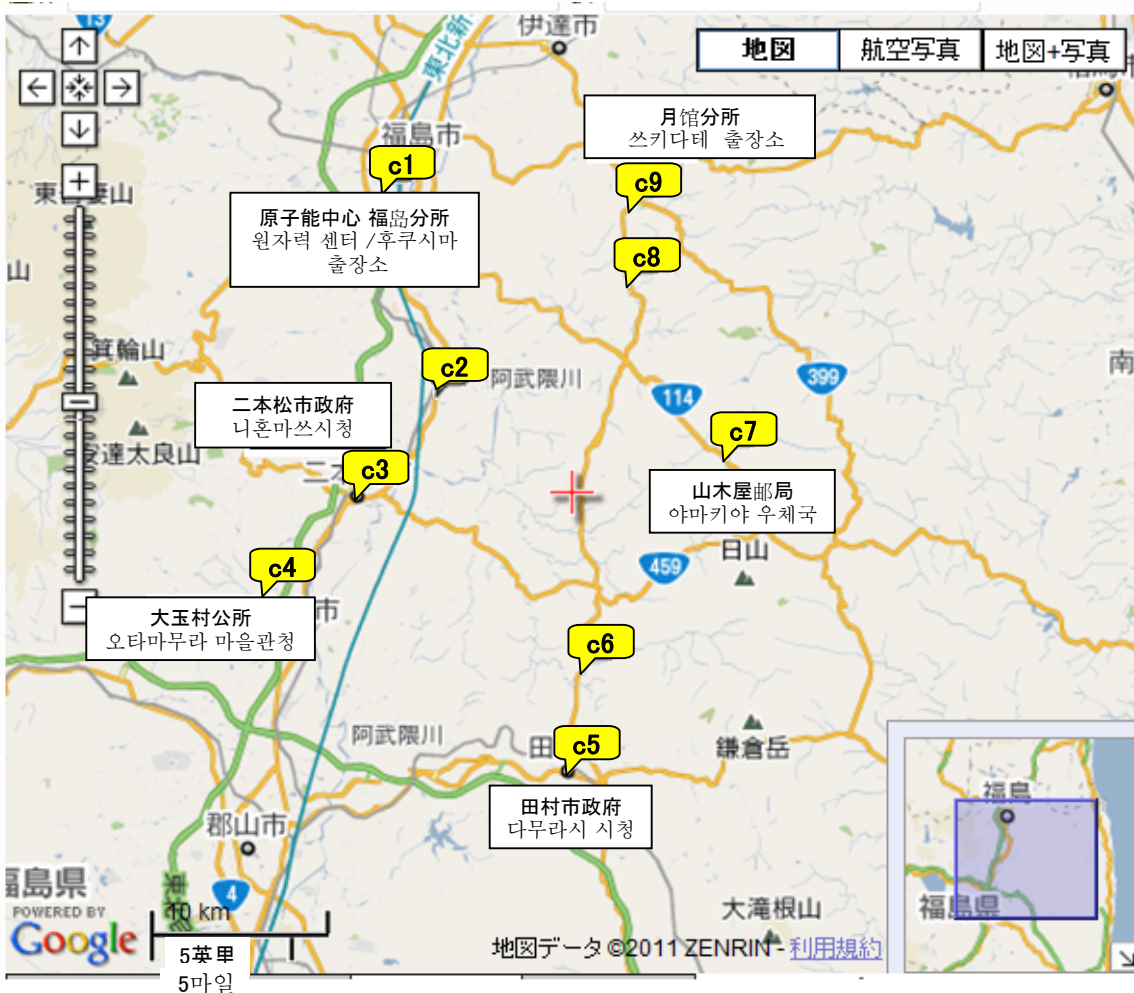 13
東北新
伊達市
地図
航空写真
地図+写真
福島市
月馆分所
쓰키다테 출장소
c1
c9
原子能中心 福岛分所
원자력 센터 /후쿠시마
출장소
c8
山
箕輪山
c2
阿武隈川
399
南
114
二本松市政府
니혼마쓰시청
c7
安達太良山
c3
山木屋邮局
야마키야 우체국
日山
459
c4
市
大玉村公所
오타마무라 마을관청
c6
阿武隈川
田
c5
鎌倉岳
田村市政府
다무라시 시청
福島
郡山市
福島県
4
POWERED BY
Google
10 km
5英里
5마일
大滝根山
福島県
地図データ ©2011 ZENRIN - 利用規約